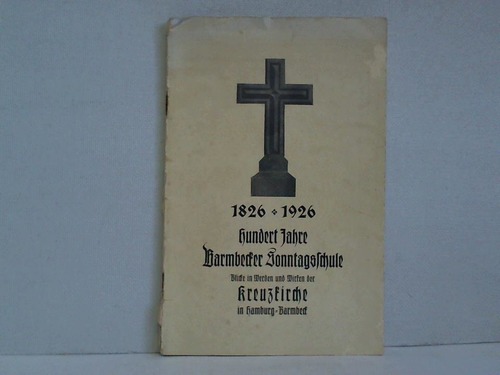 1826 ⁘ 1926
Hundert Jahre
Barmbecker Sonntagsschule
Blicke in Werden und Wirken der
Kreuzkirche
in Hamburg-Barmbeck